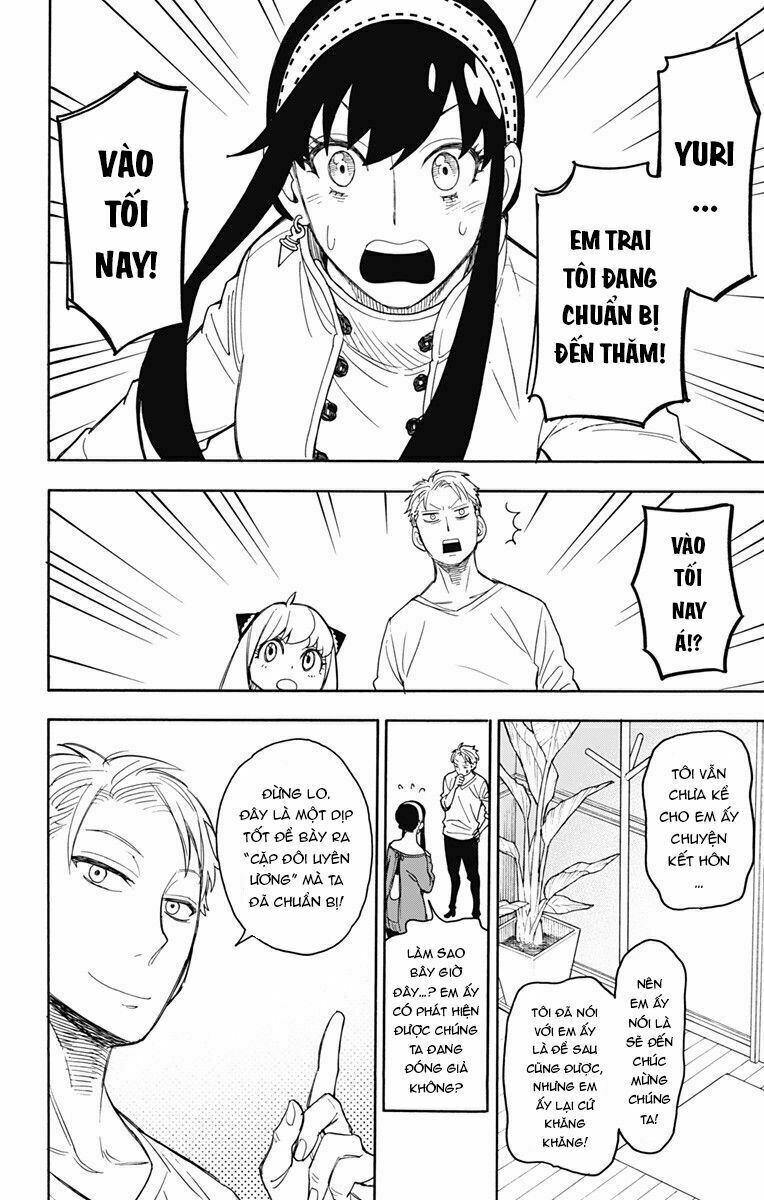 YURI
...
EM TRAI
TÔI ĐANG
CHUẨN BỊ
ĐẾN THĂM!
VÀO
TỐI
NAY!
VÀO
TỐI
NAY
Á!?
TÔI VẪN
CHƯA KỂ
CHO EM ẤY
CHUYỆN
KẾT HÔN
...
NÊN
EM ẤY
NÓI LÀ
SẼ ĐẾN
CHÚC
MỪNG
CHÚNG
TA!
TÔI ĐÃ NÓI
VỚI EM ẤY
LÀ ĐỂ SAU
CŨNG ĐƯỢC,
NHƯNG EM
ẤY LẠI CỨ
KHĂNG
KHĂNG!
LÀM SAO
BÂY GIỜ
ĐÂY...? EM ẤY
CÓ PHÁT HIỆN
ĐƯỢC CHÚNG
TA ĐANG
ĐÓNG GIẢ
KHÔNG?
ĐỪNG LO.
ĐÂY LÀ MỘT DỊP
TỐT ĐỂ BÀY RA
“CẶP ĐÔI UYÊN
ƯƠNG” MÀ TA
ĐÃ CHUẨN BỊ!